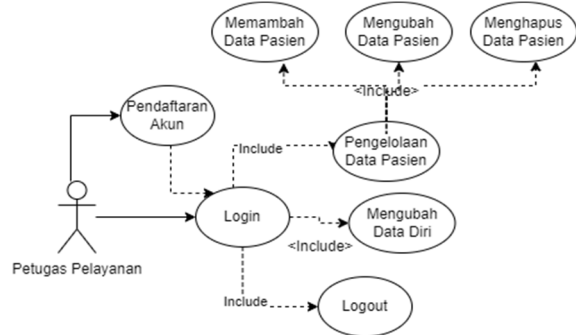 Memambah
Data Pasien
Mengubah
Data Pasien
Menghapus
Data Pasien
<Include>
Pendaftaran
Akun
Include
Pengelolaan
Data Pasien
Login
Mengubah
Data Diri
<Include>
Petugas Pelayanan
Include
Logout